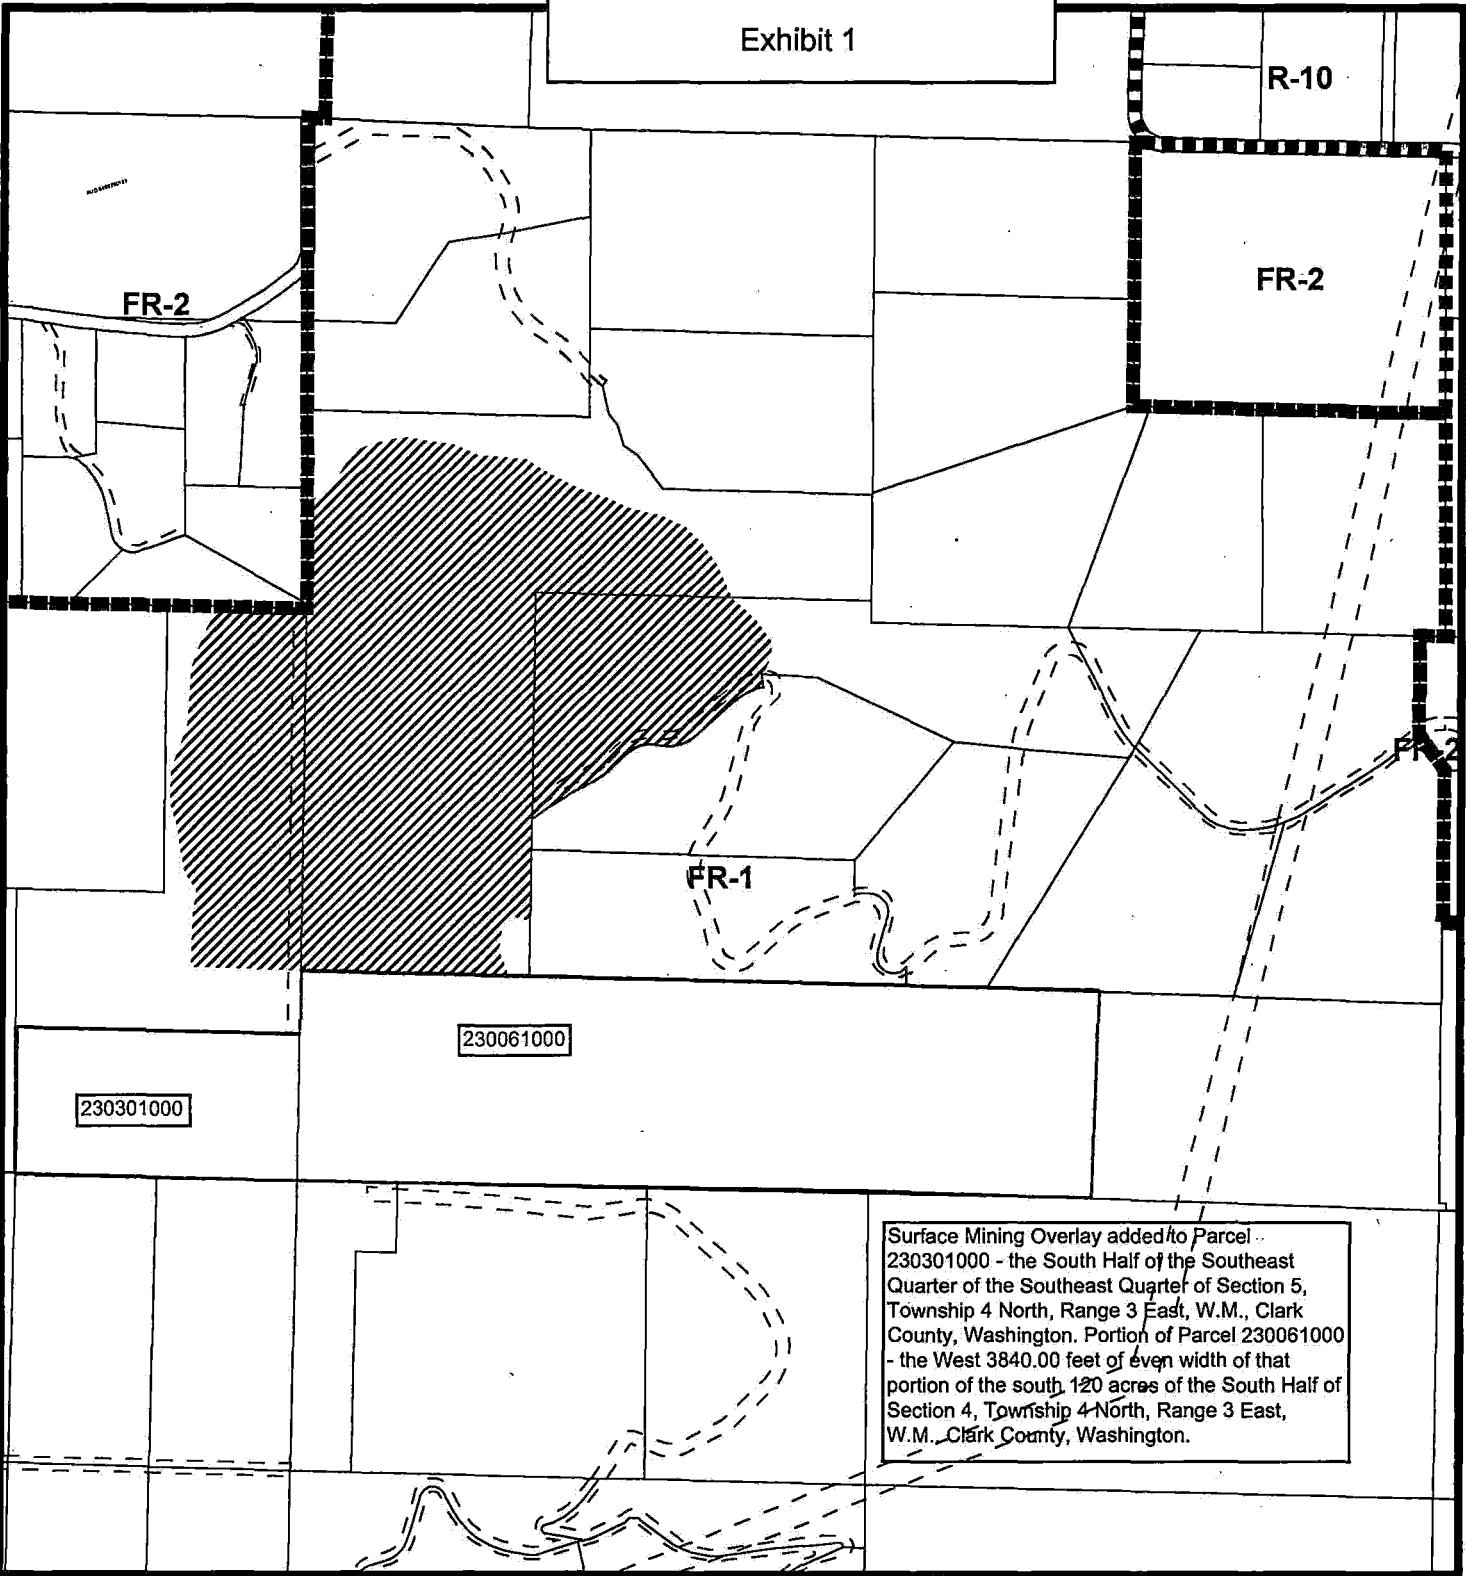 Exhibit 1
R-10
FR-2
FR-2
FR-2
FR-1
230061000
230301000
Surface Mining Overlay added to Parcel
230301000 - the South Half of the Southeast
Quarter of the Southeast Quarter of Section 5,
Township 4 North, Range 3 East, W.M., Clark
County, Washington. Portion of Parcel 230061000
- the West 3840.00 feet of even width of that
portion of the south 120 acres of the South Half of
Section 4, Township 4 North, Range 3 East,
W.M., Clark County, Washington.